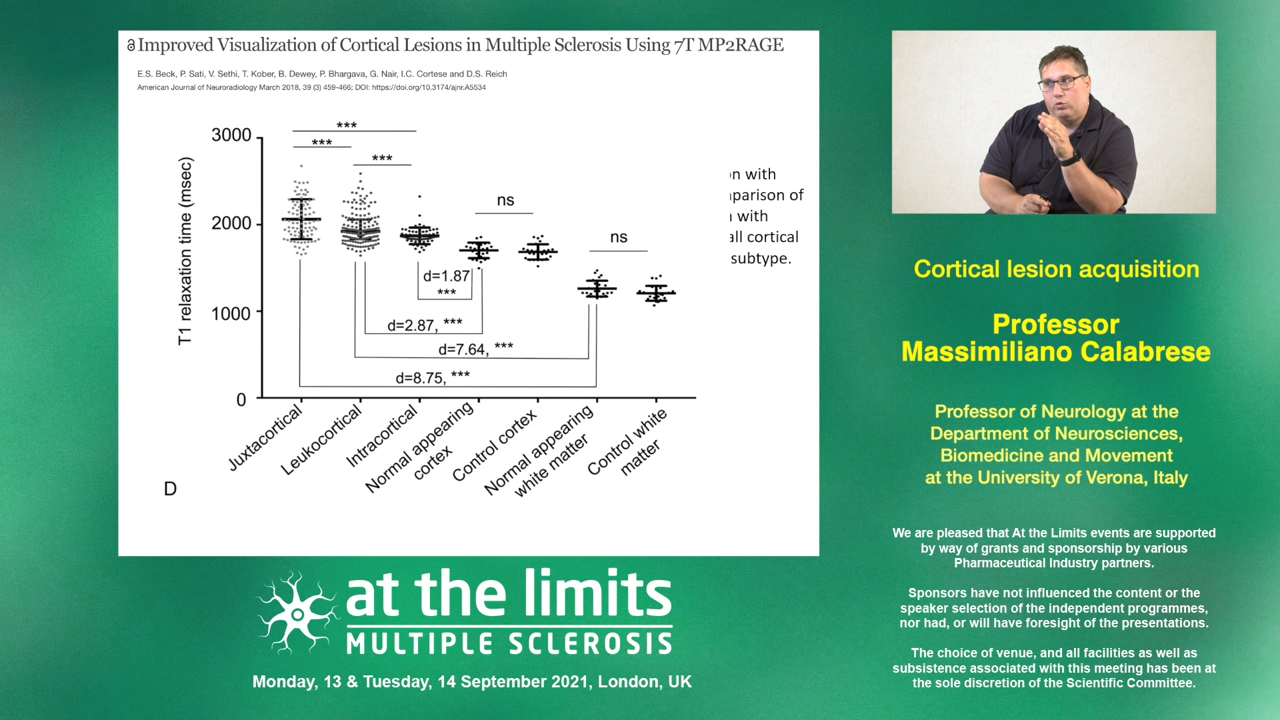 Improved Visualization of Cortical Lesions in Multiple Sclerosis Using 7T MP2RAGE
E.S. Beck, P. Sati, V. Sethi, T. Kober, B. Dewey, P. Bhargava, G. Nair, I.C. Cortese and D.S. Reich
American Journal of Neuroradiology March 2018, 39 (3) 459-466; DOI: https://doi.org/10.3174/ajnr.A5534
T1 relaxation time (msec)
3000
2000
1000
0
***
***
***
ns
ns
d=1.87
***
d=2.87, ***
d=7.64, ***
d=8.75, ***
Juxtacortical
Leukocortical
Intracortical
Normal appearing
cortex
Control cortex
Normal appearing
white matter
Control white
matter
D
with
of
with
all cortical
subtype.
Cortical lesion acquisition
Professor
Massimiliano Calabrese
Professor of Neurology at the
Department of Neurosciences,
Biomedicine and Movement
at the University of Verona, Italy
We are pleased that At the Limits events are supported
by way of grants and sponsorship by various
Pharmaceutical Industry partners.
Sponsors have not influenced the content or the
speaker selection of the independent programmes,
nor had, or will have foresight of the presentations.
The choice of venue, and all facilities as well as
subsistence associated with this meeting has been at
the sole discretion of the Scientific Committee.
at the limits
MULTIPLE SCLEROSIS
Monday, 13 & Tuesday, 14 September 2021, London, UK